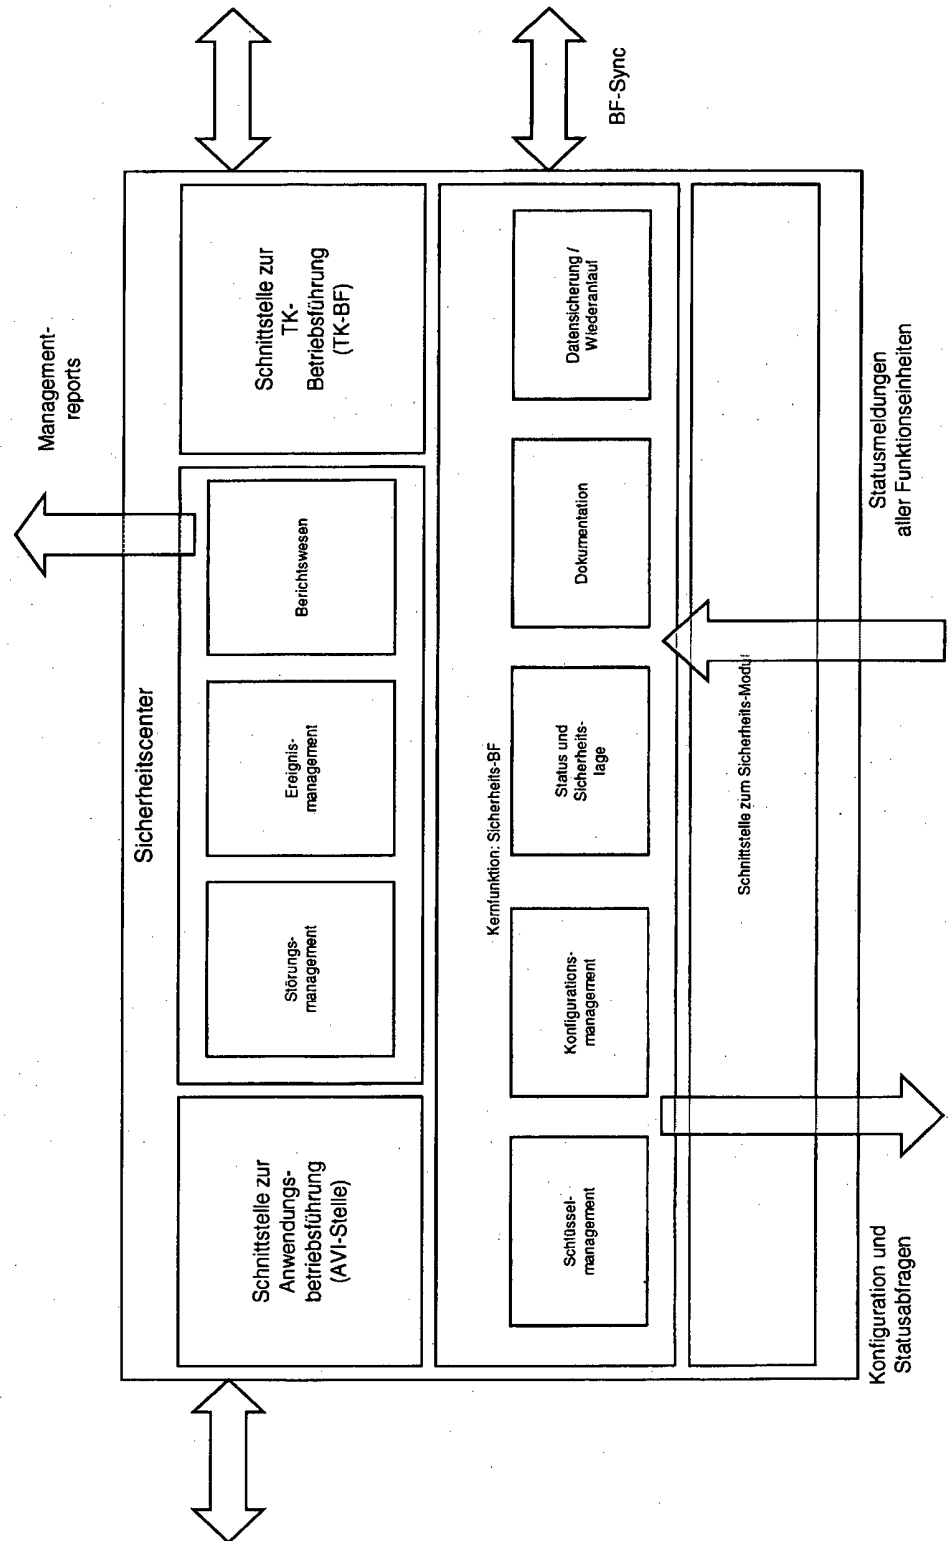 Management-
reports
Sicherheitscenter
Schnittstelle zur
Anwendungs-
betriebsführung
(AVI-Stelle)
Störungs-
management
Ereignis-
management
Berichtswesen
Schnittstelle zur
TK-
Betriebsführung
(TK-BF)
Kernfunktion: Sicherheits-BF
Schlüssel-
management
Konfigurations-
management
Status und
Sicherheits-
lage
Dokumentation
Datensicherung /
Wiederanlauf
BF-Sync
Schnittstelle zum Sicherheits-Modul
Konfiguration und
Statusabfragen
Statusmeldungen
aller Funktionseinheiten